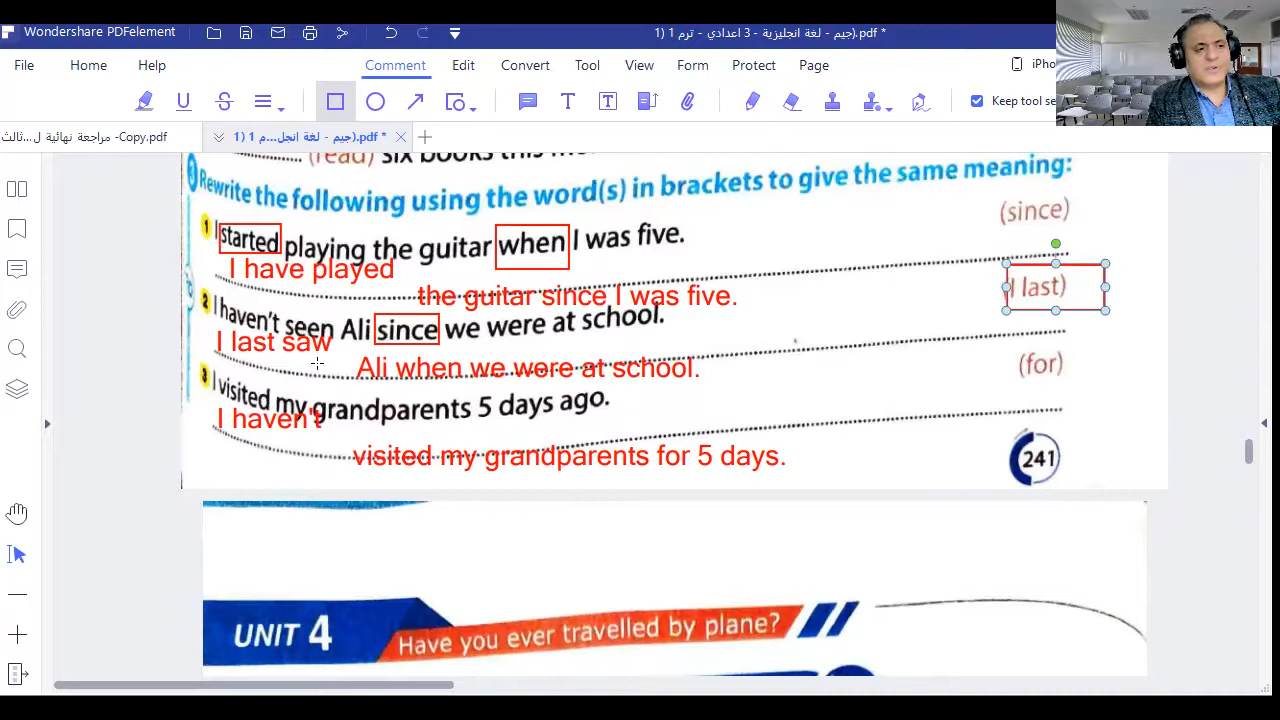 Wondershare PDFelement
جيم - لغة انجليزية - 3 اعدادي - ترم 1 (1).pdf *
File Home Help Comment Edit Convert Tool View Form Protect Page iPho
Keep tool se
مراجعة نهائية ل...ثالث -Copy.pdf
جيم - لغة انجل...م 1 (1).pdf *
(read) six books this mo
3 Rewrite the following using the word(s) in brackets to give the same meaning:
1 I started playing the guitar when I was five. (since)
I have played
the guitar since I was five.
2 I haven't seen Ali since we were at school. I last)
I last saw
Ali when we were at school.
3 I visited my grandparents 5 days ago. (for)
I haven't
visited my grandparents for 5 days.
241
UNIT 4 Have you ever travelled by plane?